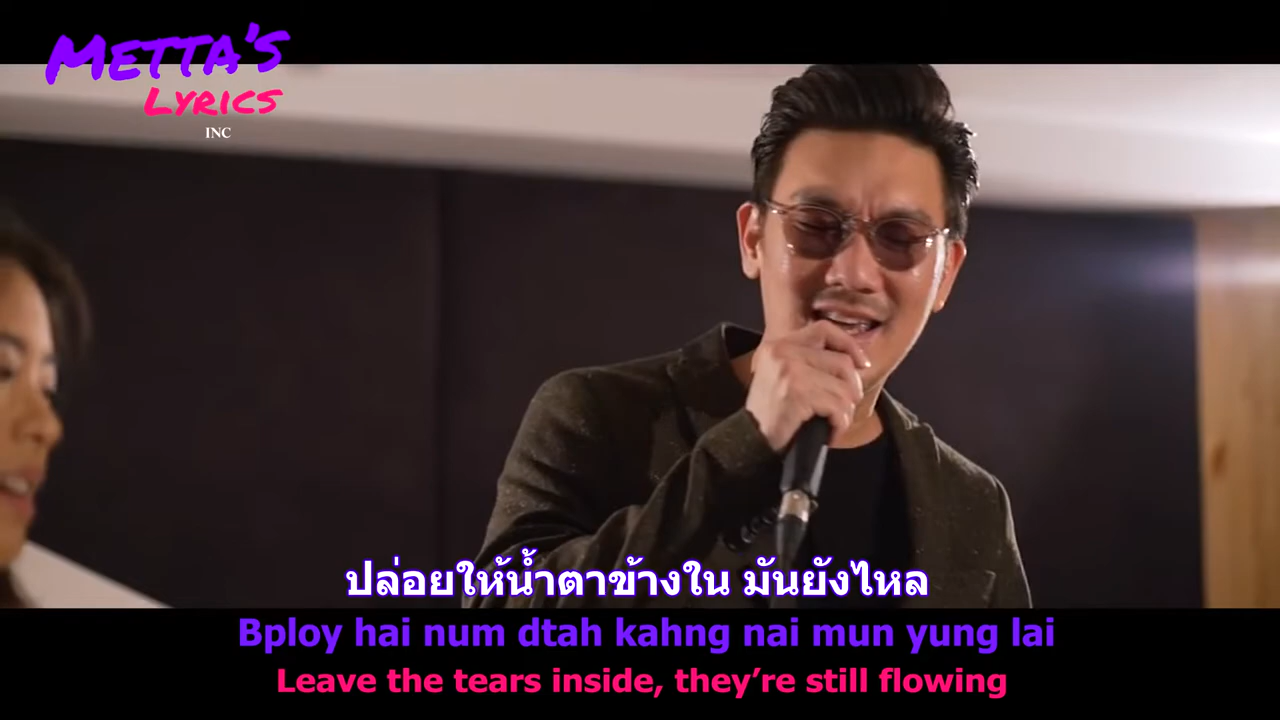 METTA'S
LYRICS
INC
ปล่อยให้น้ำตาข้างใน มันยังไหล
Bploy hai num dtah kahng nai mun yung lai
Leave the tears inside, they're still flowing